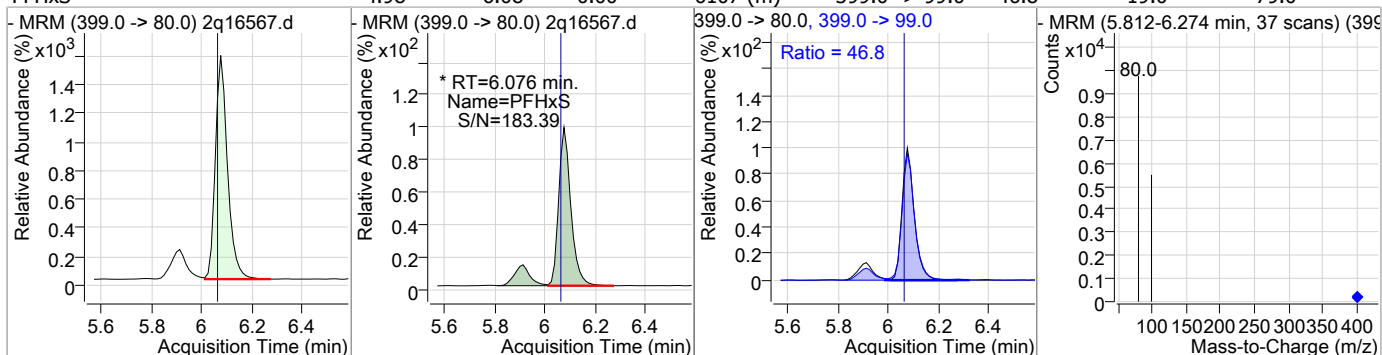 - MRM (399.0 -> 80.0) 2q16567.d
Relative Abundance (%)
x10³
1.4
1.2
1
0.8
0.6
0.4
0.2
0
5.6 5.8 6 6.2 6.4
Acquisition Time (min)
- MRM (399.0 -> 80.0) 2q16567.d
Relative Abundance (%)
x10²
* RT=6.076 min.
Name=PFHxS
S/N=183.39
1.2
1
0.8
0.6
0.4
0.2
0
5.6 5.8 6 6.2 6.4
Acquisition Time (min)
399.0 -> 80.0, 399.0 -> 99.0
Relative Abundance (%)
x10²
Ratio = 46.8
1.4
1.2
1
0.8
0.6
0.4
0.2
0
5.6 5.8 6 6.2 6.4
Acquisition Time (min)
- MRM (5.812-6.274 min, 37 scans) (399
Counts
x10⁴
80.0
0.9
0.8
0.7
0.6
0.5
0.4
0.3
0.2
0.1
0
100 150 200 250 300 350 400
Mass-to-Charge (m/z)